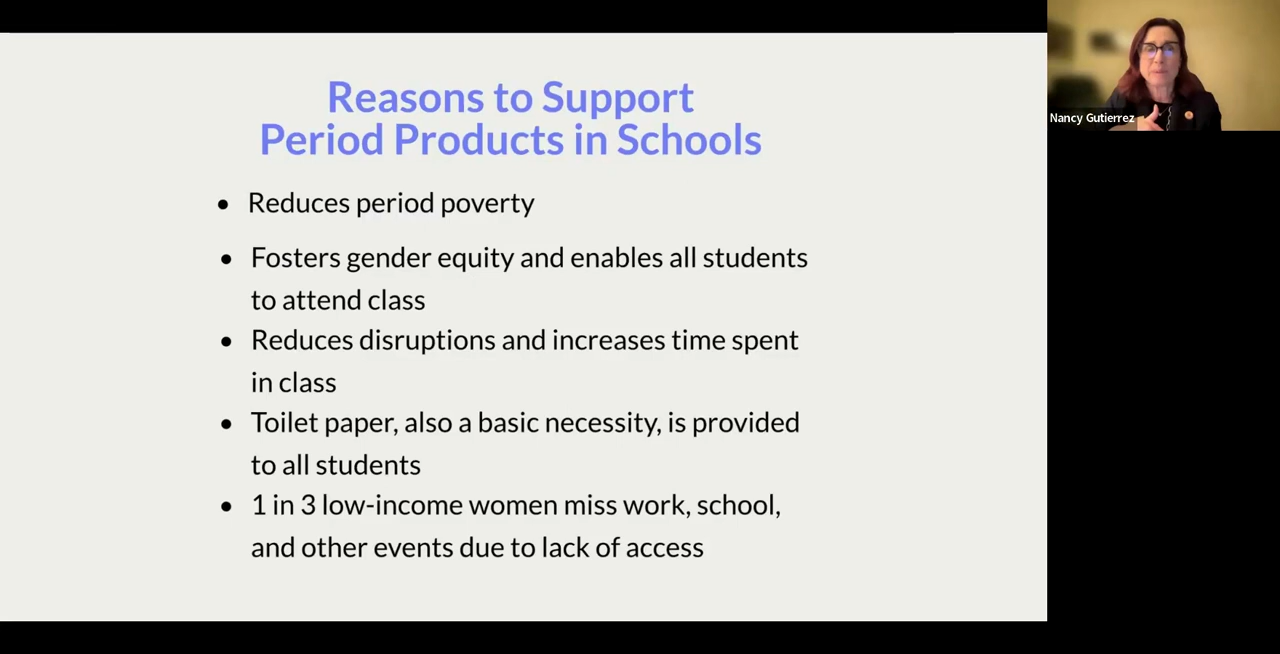 Reasons to Support
Period Products in Schools
• Reduces period poverty
• Fosters gender equity and enables all students
to attend class
• Reduces disruptions and increases time spent
in class
• Toilet paper, also a basic necessity, is provided
to all students
• 1 in 3 low-income women miss work, school,
and other events due to lack of access
Nancy Gutierrez